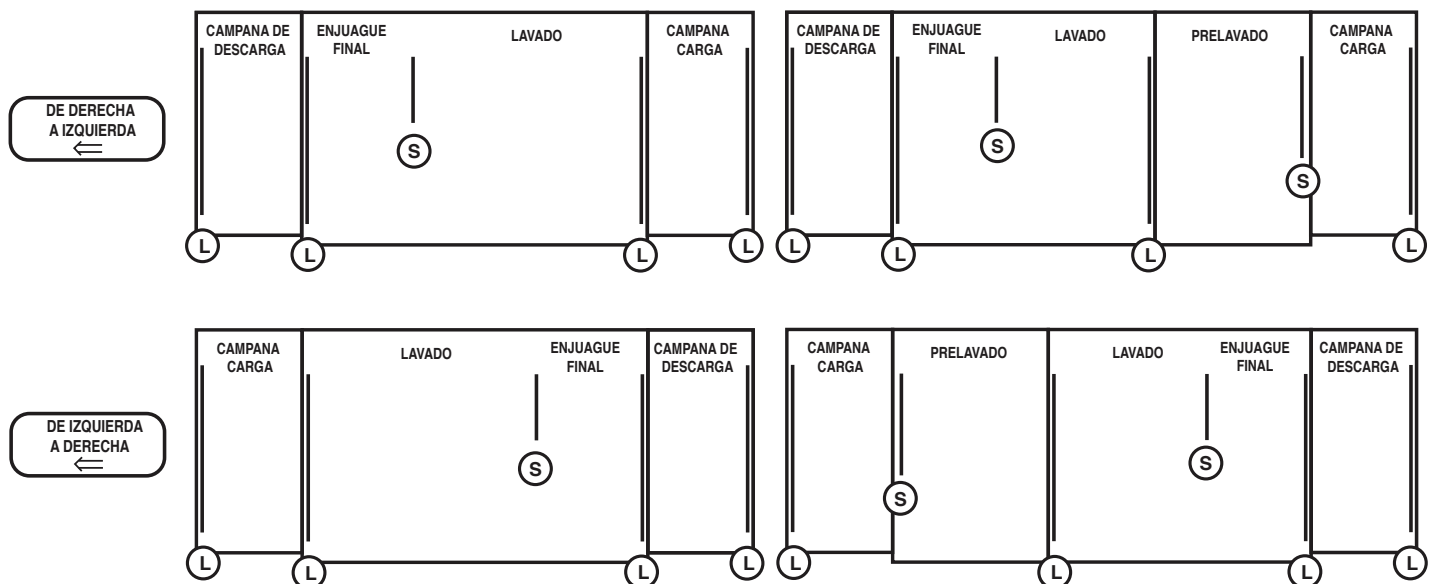 DE DERECHA
A IZQUIERDA
⇐
CAMPANA DE
DESCARGA
ENJUAGUE
FINAL
LAVADO
CAMPANA
CARGA
S
L
L
L
L
CAMPANA DE
DESCARGA
ENJUAGUE
FINAL
LAVADO
PRELAVADO
CAMPANA
CARGA
S
S
L
L
L
L
DE IZQUIERDA
A DERECHA
⇐
CAMPANA
CARGA
LAVADO
ENJUAGUE
FINAL
CAMPANA DE
DESCARGA
S
L
L
L
L
CAMPANA
CARGA
PRELAVADO
LAVADO
ENJUAGUE
FINAL
CAMPANA DE
DESCARGA
S
S
L
L
L
L